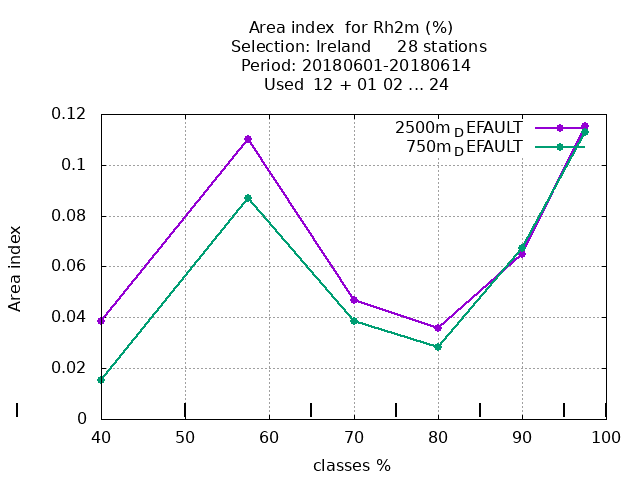 Area index  for Rh2m (%)
Selection: Ireland     28 stations
Period: 20180601-20180614
Used  12 + 01 02 ... 24
2500m_DEFAULT
750m_DEFAULT
0.12
0.1
0.08
0.06
0.04
0.02
0
Area index
40 50 60 70 80 90 100
classes %